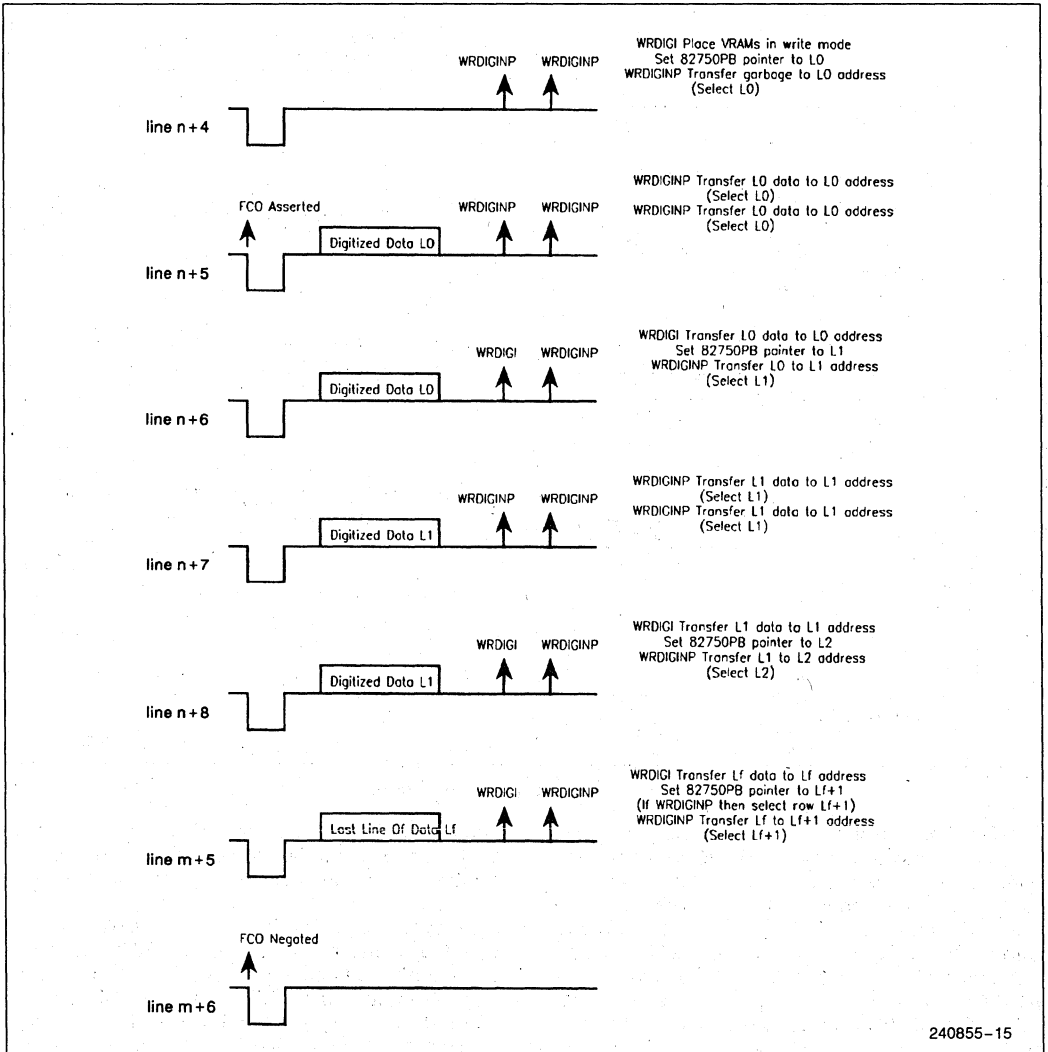 WRDIGINP WRDIGINP
WRDIGI Place VRAMs in write mode
Set 82750PB pointer to L0
WRDIGINP Transfer garbage to L0 address
(Select L0)
line n+4
FCO Asserted
WRDIGINP WRDIGINP
WRDIGINP Transfer L0 data to L0 address
(Select L0)
WRDIGINP Transfer L0 data to L0 address
(Select L0)
Digitized Data L0
line n+5
WRDIGI WRDIGINP
WRDIGI Transfer L0 data to L0 address
Set 82750PB pointer to L1
WRDIGINP Transfer L0 to L1 address
(Select L1)
Digitized Data L0
line n+6
WRDIGINP WRDIGINP
WRDIGINP Transfer L1 data to L1 address
(Select L1)
WRDIGINP Transfer L1 data to L1 address
(Select L1)
Digitized Data L1
line n+7
WRDIGI WRDIGINP
WRDIGI Transfer L1 data to L1 address
Set 82750PB pointer to L2
WRDIGINP Transfer L1 to L2 address
(Select L2)
Digitized Data L1
line n+8
WRDIGI WRDIGINP
WRDIGI Transfer Lf data to Lf address
Set 82750PB pointer to Lf+1
(If WRDIGINP then select row Lf+1)
WRDIGINP Transfer Lf to Lf+1 address
(Select Lf+1)
Last Line Of Data Lf
line m+5
FCO Negated
line m+6
240855-15